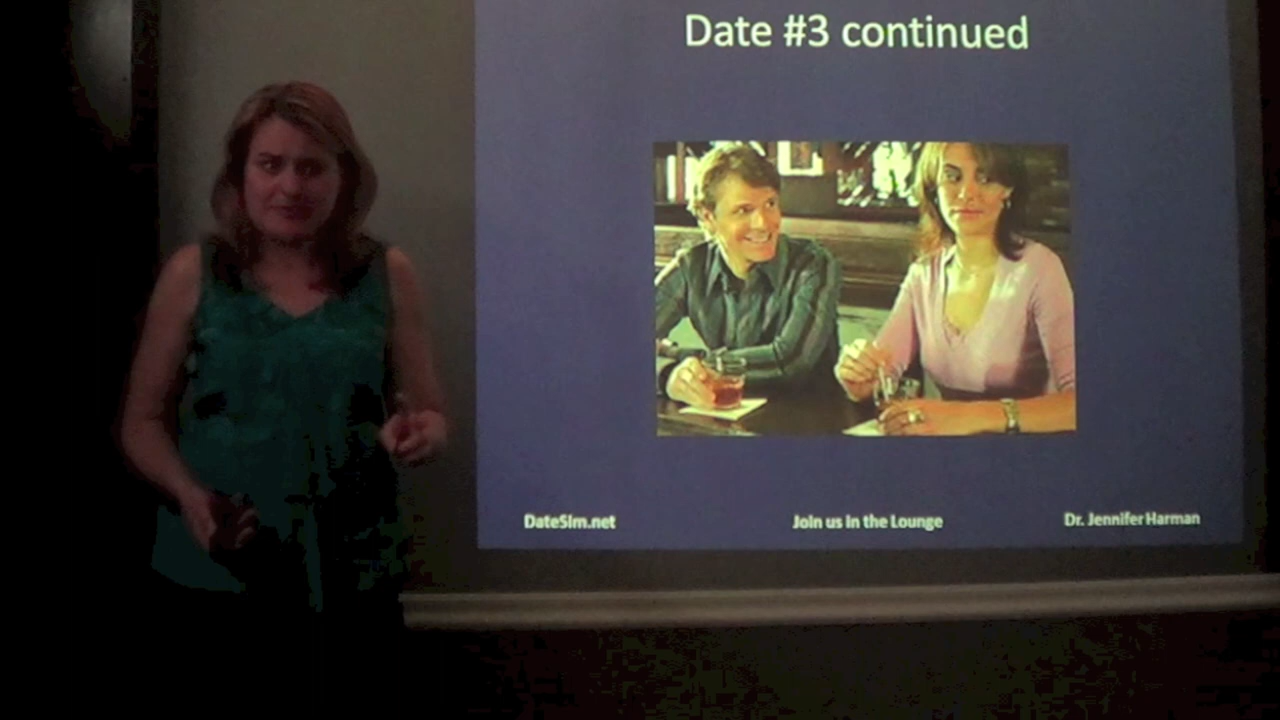 Date #3 continued
DateSim.net
Join us in the Lounge
Dr. Jennifer Harman